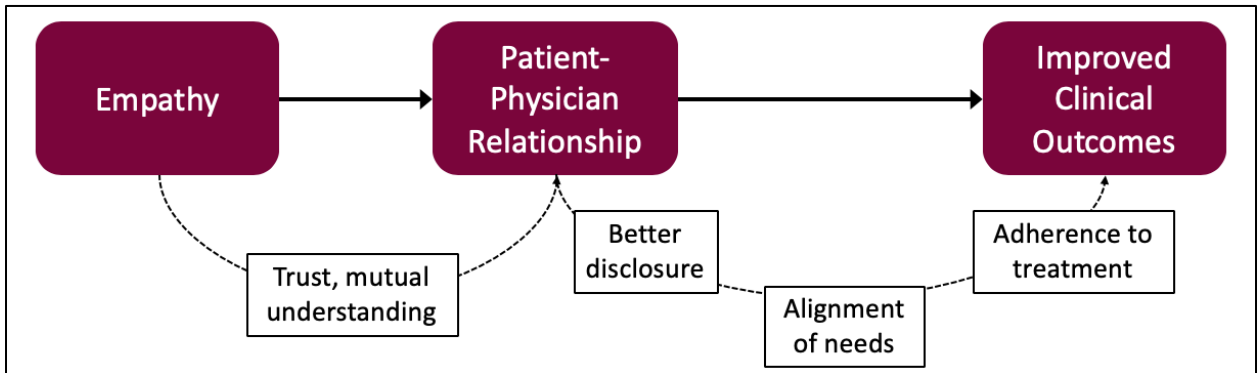 Empathy
Patient-
Physician
Relationship
Improved
Clinical
Outcomes
Trust, mutual
understanding
Better
disclosure
Alignment
of needs
Adherence to
treatment